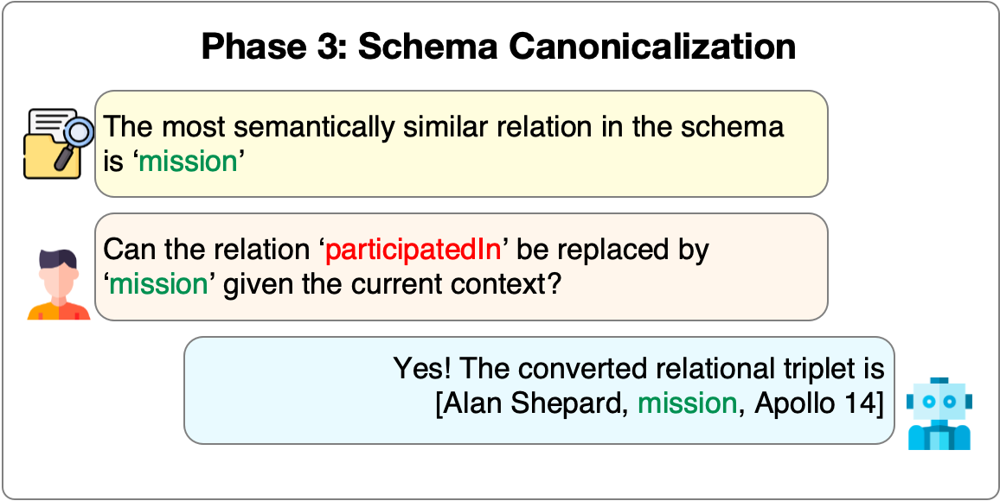 Phase 3: Schema Canonicalization
The most semantically similar relation in the schema
is ‘mission’
Can the relation ‘participatedIn’ be replaced by
‘mission’ given the current context?
Yes! The converted relational triplet is
[Alan Shepard, mission, Apollo 14]